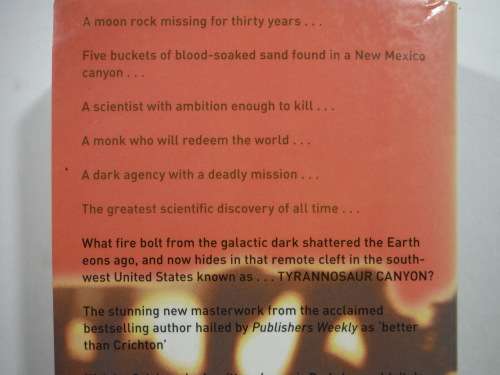 A moon rock missing for thirty years . . .
Five buckets of blood-soaked sand found in a New Mexico
canyon . . .
A scientist with ambition enough to kill . . .
A monk who will redeem the world . . .
A dark agency with a deadly mission . . .
The greatest scientific discovery of all time . . .
What fire bolt from the galactic dark shattered the Earth
eons ago, and now hides in that remote cleft in the south-
west United States known as . . . TYRANNOSAUR CANYON?
The stunning new masterwork from the acclaimed
bestselling author hailed by Publishers Weekly as ‘better
than Crichton’